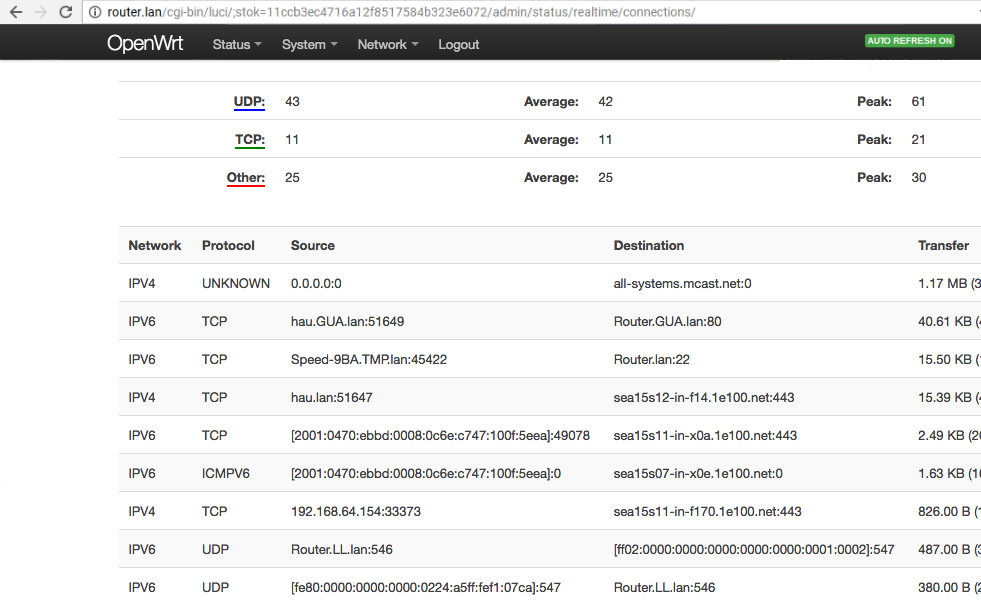 router.lan/cgi-bin/luci/;stok=11ccb3ec4716a12f8517584b323e6072/admin/status/realtime/connections/
OpenWrt Status System Network Logout AUTO REFRESH ON
UDP: 43 Average: 42 Peak: 61
TCP: 11 Average: 11 Peak: 21
Other: 25 Average: 25 Peak: 30
Network Protocol Source Destination Transfer
IPV4 UNKNOWN 0.0.0.0:0 all-systems.mcast.net:0 1.17 MB (3
IPV6 TCP hau.GUA.lan:51649 Router.GUA.lan:80 40.61 KB (4
IPV6 TCP Speed-9BA.TMP.lan:45422 Router.lan:22 15.50 KB (1
IPV4 TCP hau.lan:51647 sea15s12-in-f14.1e100.net:443 15.39 KB (4
IPV6 TCP [2001:0470:ebbd:0008:0c6e:c747:100f:5eea]:49078 sea15s11-in-x0a.1e100.net:443 2.49 KB (20
IPV6 ICMPV6 [2001:0470:ebbd:0008:0c6e:c747:100f:5eea]:0 sea15s07-in-x0e.1e100.net:0 1.63 KB (16
IPV4 TCP 192.168.64.154:33373 sea15s11-in-f170.1e100.net:443 826.00 B (1
IPV6 UDP Router.LL.lan:546 [ff02:0000:0000:0000:0000:0000:0001:0002]:547 487.00 B (3
IPV6 UDP [fe80:0000:0000:0000:0224:a5ff:fef1:07ca]:547 Router.LL.lan:546 380.00 B (2